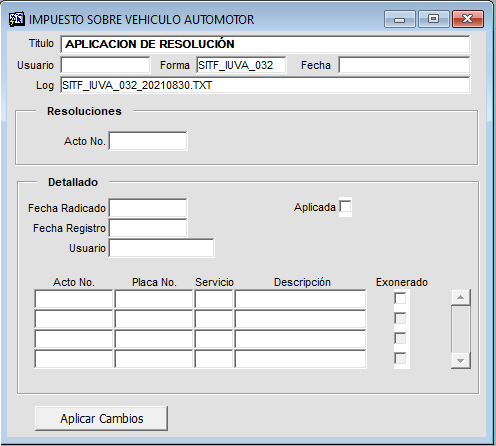 IMPUESTO SOBRE VEHICULO AUTOMOTOR
Titulo APLICACION DE RESOLUCIÓN
Usuario Forma SITF_IUVA_032 Fecha
Log SITF_IUVA_032_20210830.TXT
Resoluciones
Acto No.
Detallado
Fecha Radicado Aplicada
Fecha Registro
Usuario
Acto No. Placa No. Servicio Descripción Exonerado
Aplicar Cambios